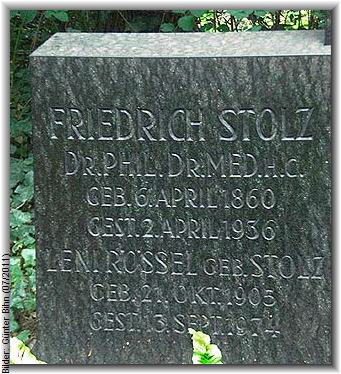 FRIEDRICH STOLZ
DR.PHIL. DR.MED.H.C.
GEB. 6. APRIL 1860
GEST. 2. APRIL 1936
LENI RÖSSEL GEB. STOLZ
GEB. 21. OKT. 1905
GEST. 13. SEPT. 1974
Bilder: Günter Bihn (07/2011)